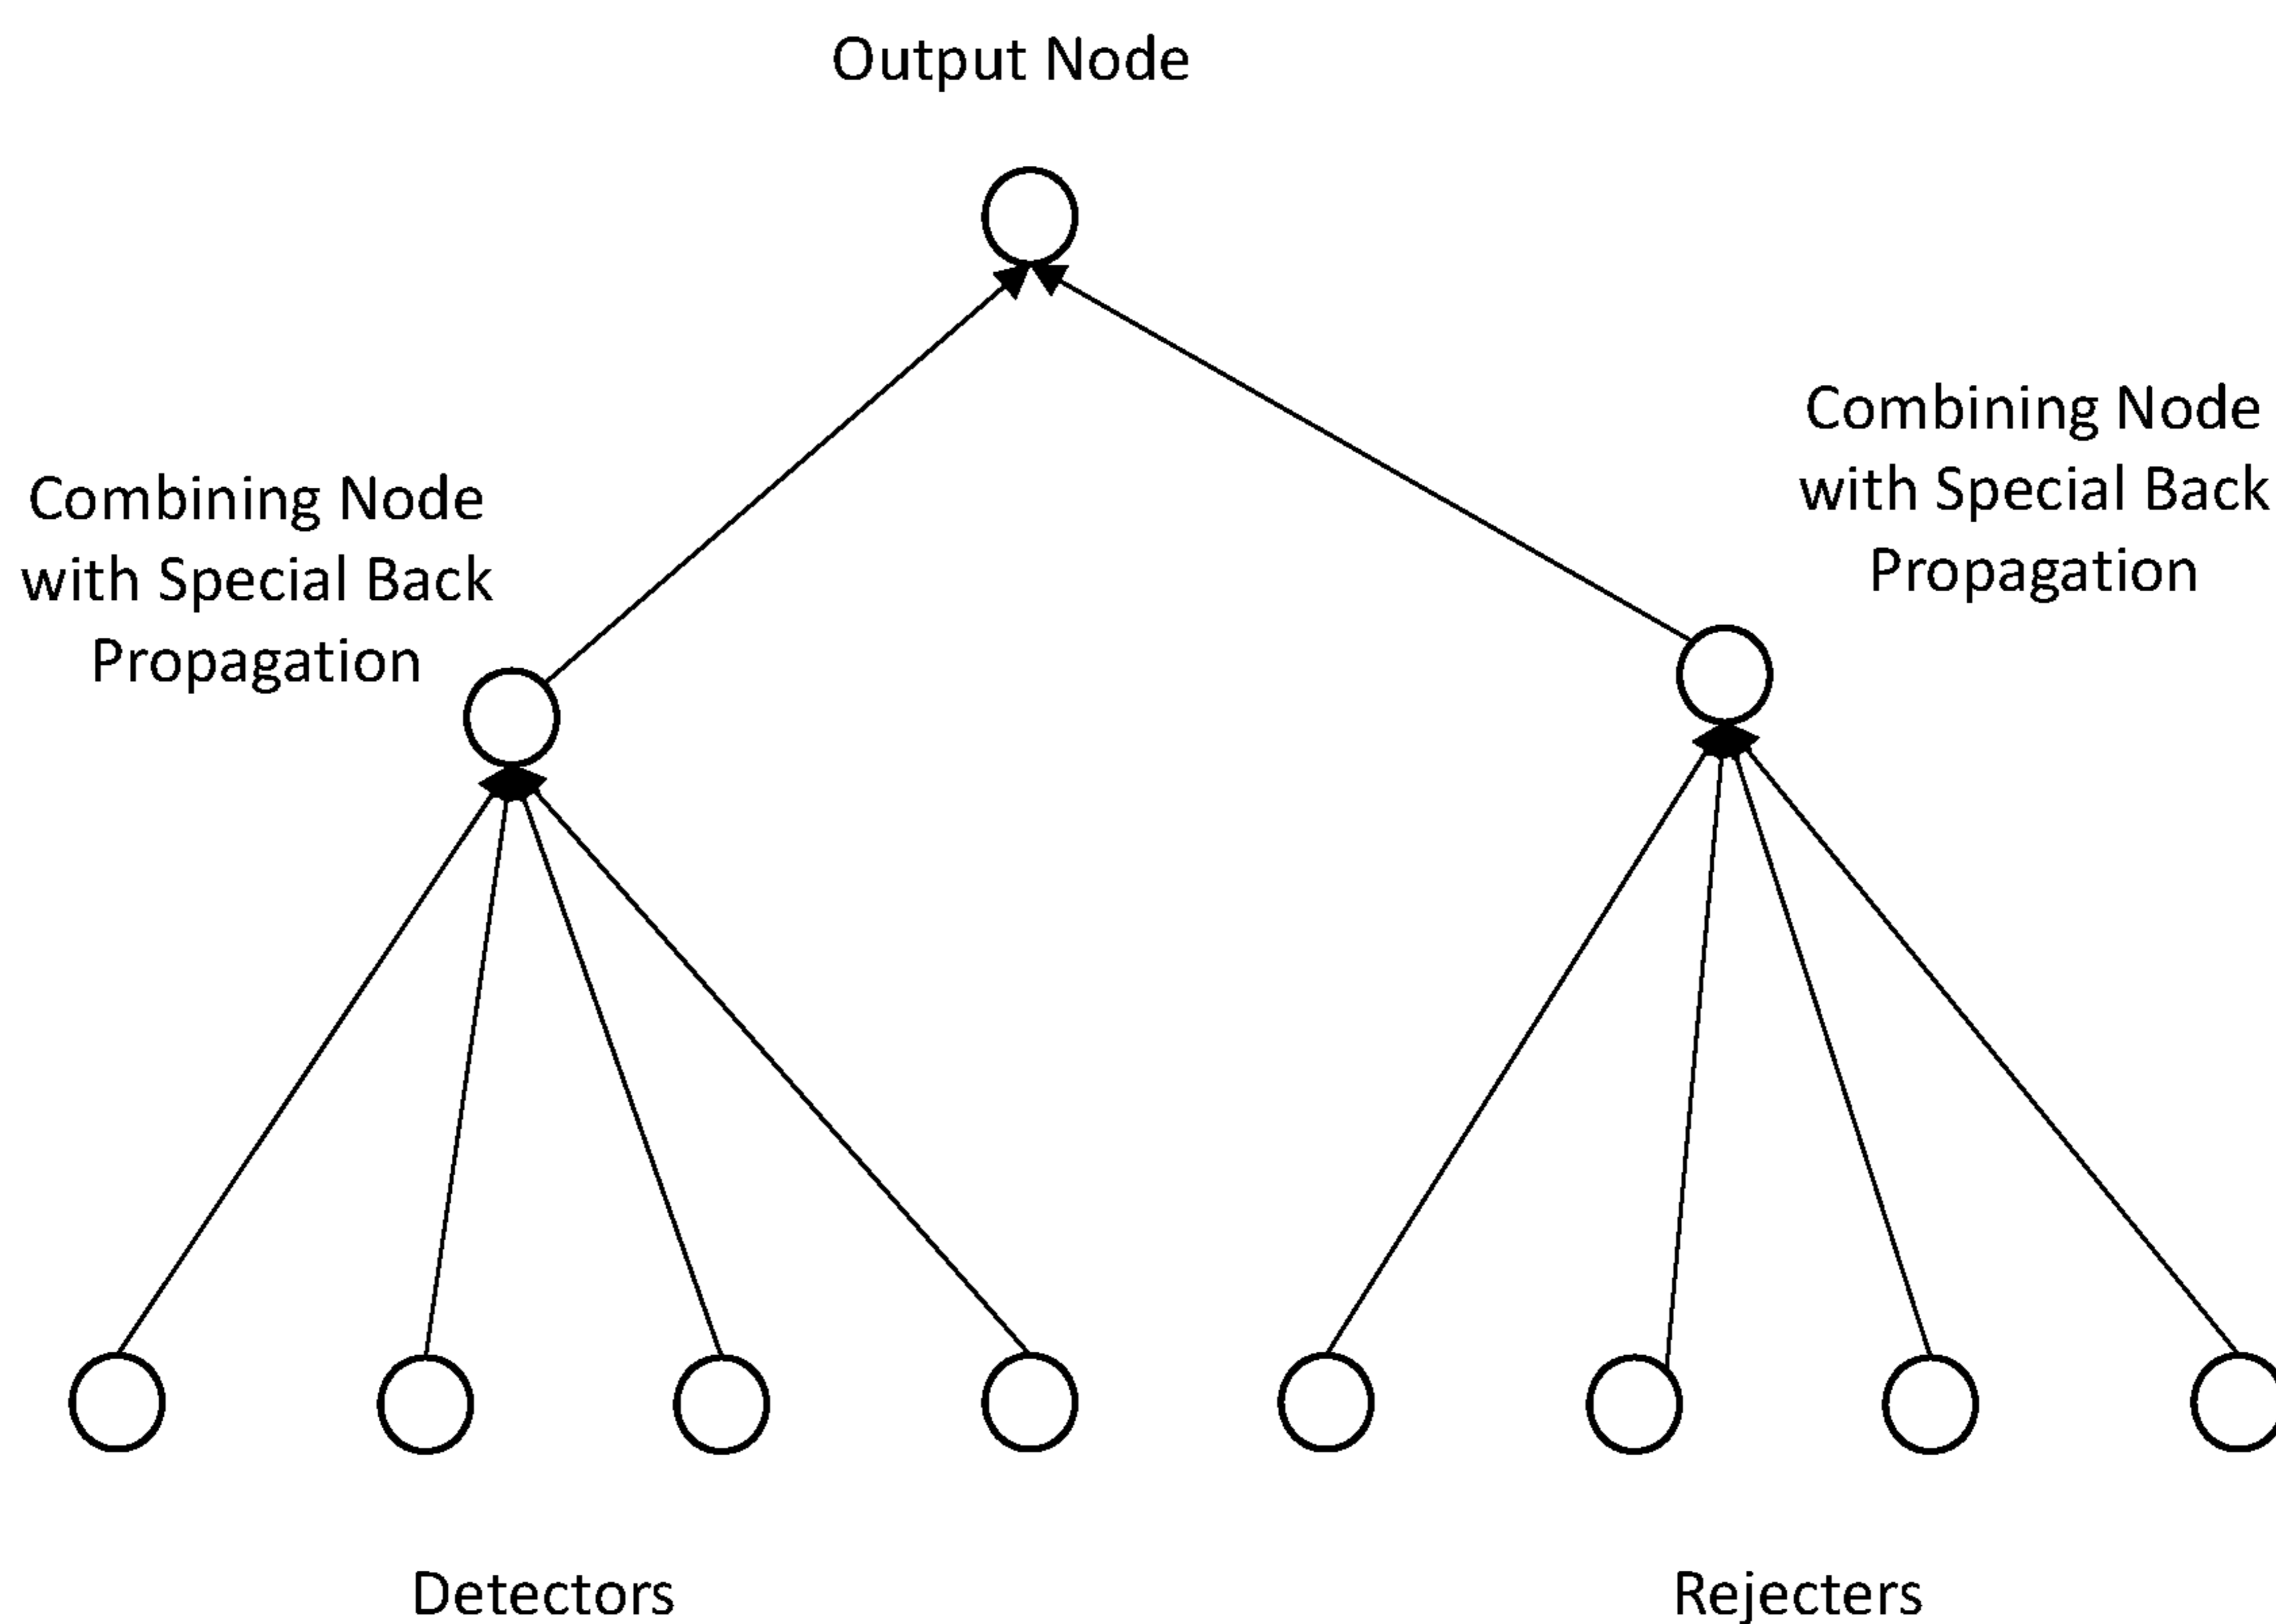 Output Node
Combining Node
with Special Back
Propagation
Combining Node
with Special Back
Propagation
Detectors
Rejecters